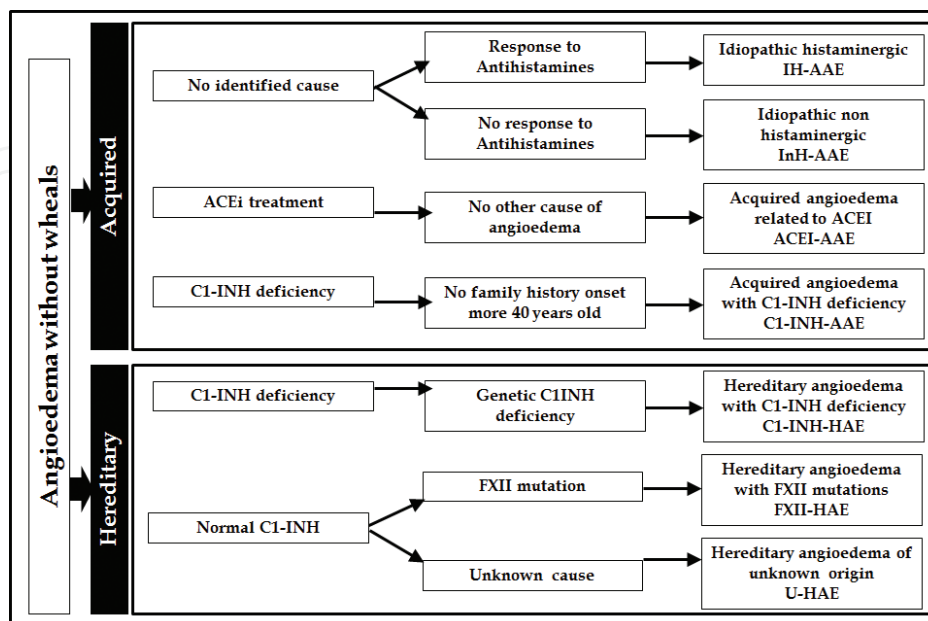 Angioedema without wheals
Acquired
No identified cause
Response to
Antihistamines
Idiopathic histaminergic
IH-AAE
No response to
Antihistamines
Idiopathic non
histaminergic
InH-AAE
ACEi treatment
No other cause of
angioedema
Acquired angioedema
related to ACEI
ACEI-AAE
C1-INH deficiency
No family history onset
more 40 years old
Acquired angioedema
with C1-INH deficiency
C1-INH-AAE
Hereditary
C1-INH deficiency
Genetic C1INH
deficiency
Hereditary angioedema
with C1-INH deficiency
C1-INH-HAE
Normal C1-INH
FXII mutation
Hereditary angioedema
with FXII mutations
FXII-HAE
Unknown cause
Hereditary angioedema of
unknown origin
U-HAE